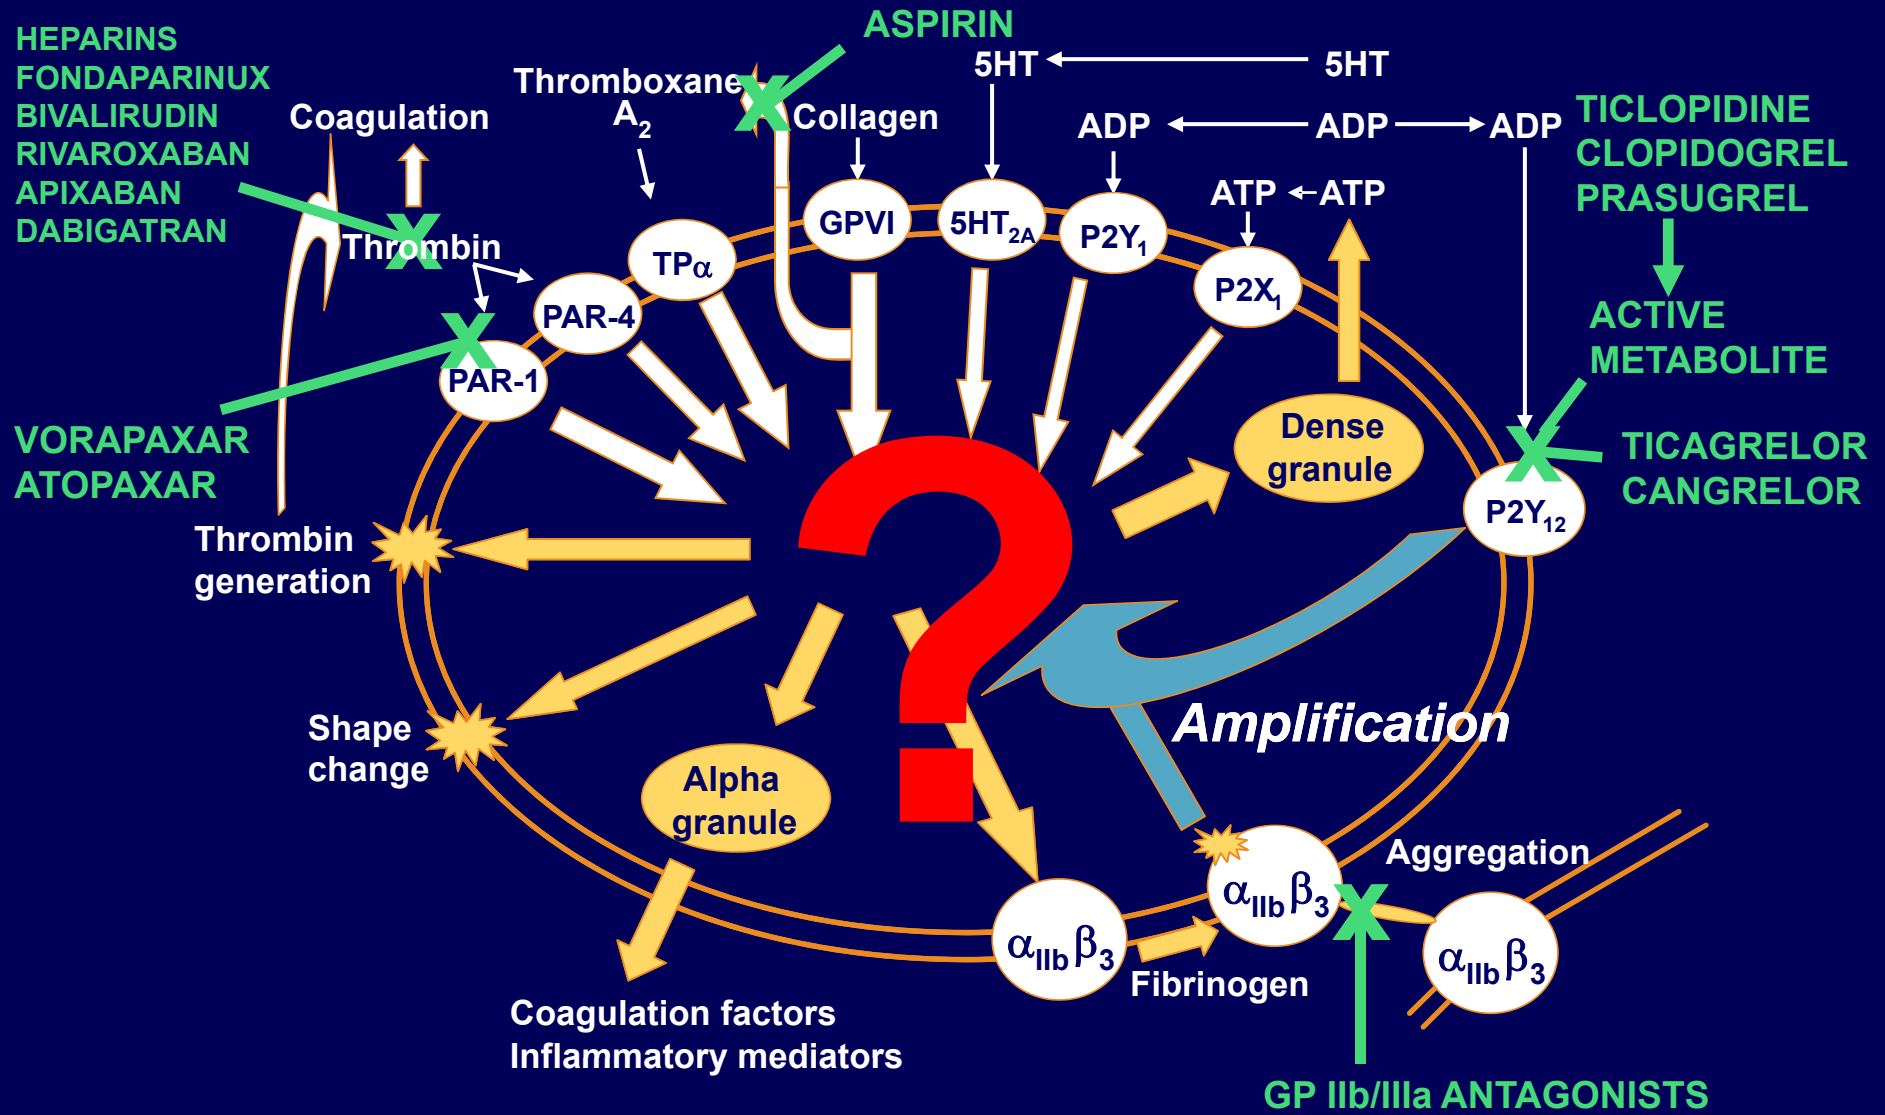 HEPARINS
FONDAPARINUX
BIVALIRUDIN
RIVAROXABAN
APIXABAN
DABIGATRAN
Coagulation
Thrombin
Thromboxane
A2
ASPIRIN
Collagen
5HT
5HT
ADP
ADP
ADP
ATP
ATP
TICLOPIDINE
CLOPIDOGREL
PRASUGREL
ACTIVE
METABOLITE
TICAGRELOR
CANGRELOR
VORAPAXAR
ATOPAXAR
PAR-1
PAR-4
TPα
GPVI
5HT2A
P2Y1
P2X1
P2Y12
Dense
granule
?
Thrombin
generation
Shape
change
Alpha
granule
Amplification
Coagulation factors
Inflammatory mediators
αIIbβ3
Fibrinogen
αIIbβ3
Aggregation
αIIbβ3
GP IIb/IIIa ANTAGONISTS